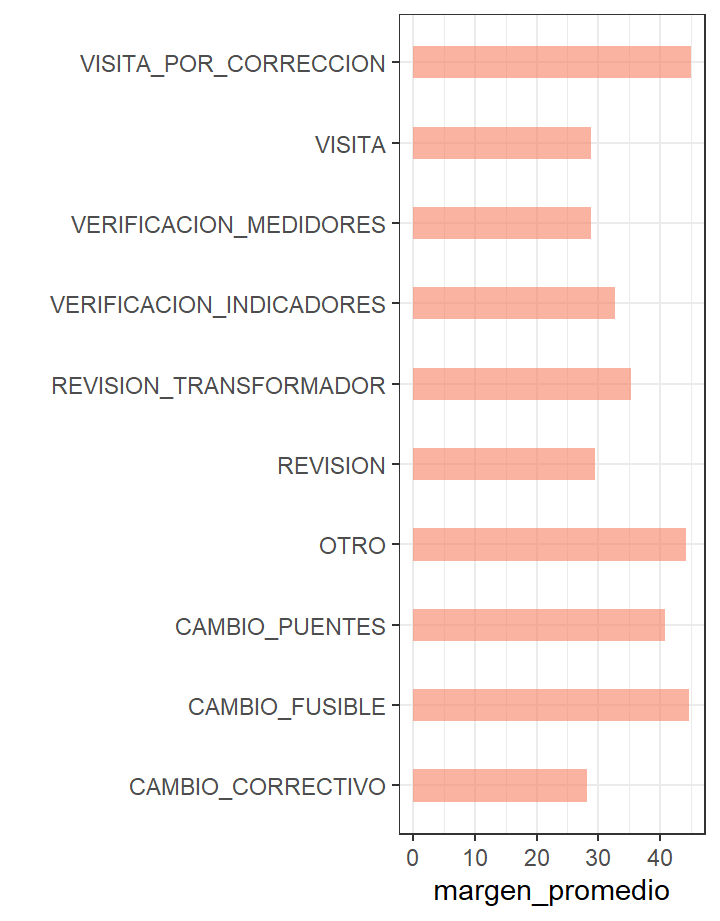 VISITA_POR_CORRECCION
VISITA
VERIFICACION_MEDIDORES
VERIFICACION_INDICADORES
REVISION_TRANSFORMADOR
REVISION
OTRO
CAMBIO_PUENTES
CAMBIO_FUSIBLE
CAMBIO_CORRECTIVO
0 10 20 30 40
margen_promedio